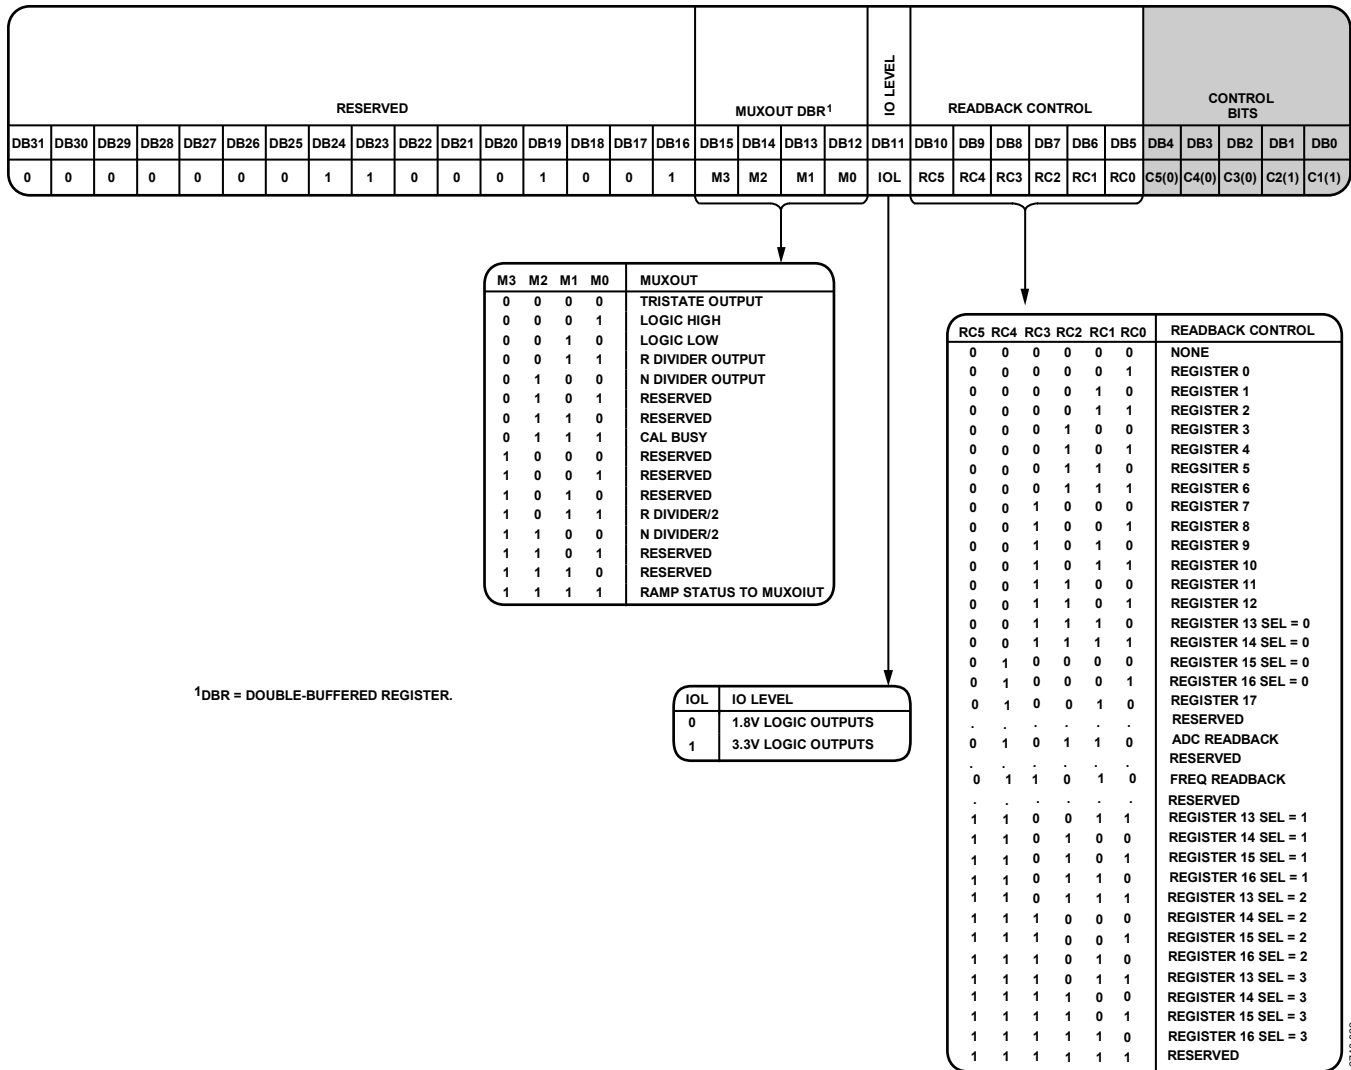 RESERVED
MUXOUT DBR1
IO LEVEL
READBACK CONTROL
CONTROL
BITS
DB31 DB30 DB29 DB28 DB27 DB26 DB25 DB24 DB23 DB22 DB21 DB20 DB19 DB18 DB17 DB16 DB15 DB14 DB13 DB12 DB11 DB10 DB9 DB8 DB7 DB6 DB5 DB4 DB3 DB2 DB1 DB0
0 0 0 0 0 0 0 1 1 0 0 0 1 0 0 1 M3 M2 M1 M0 IOL RC5 RC4 RC3 RC2 RC1 RC0 C5(0) C4(0) C3(0) C2(1) C1(1)
M3 M2 M1 M0 MUXOUT
0 0 0 0 TRISTATE OUTPUT
0 0 0 1 LOGIC HIGH
0 0 1 0 LOGIC LOW
0 0 1 1 R DIVIDER OUTPUT
0 1 0 0 N DIVIDER OUTPUT
0 1 0 1 RESERVED
0 1 1 0 RESERVED
0 1 1 1 CAL BUSY
1 0 0 0 RESERVED
1 0 0 1 RESERVED
1 0 1 0 RESERVED
1 0 1 1 R DIVIDER/2
1 1 0 0 N DIVIDER/2
1 1 0 1 RESERVED
1 1 1 0 RESERVED
1 1 1 1 RAMP STATUS TO MUXOIUT
RC5 RC4 RC3 RC2 RC1 RC0 READBACK CONTROL
0 0 0 0 0 0 NONE
0 0 0 0 0 1 REGISTER 0
0 0 0 0 1 0 REGISTER 1
0 0 0 0 1 1 REGISTER 2
0 0 0 1 0 0 REGISTER 3
0 0 0 1 0 1 REGISTER 4
0 0 0 1 1 0 REGSITER 5
0 0 0 1 1 1 REGISTER 6
0 0 1 0 0 0 REGISTER 7
0 0 1 0 0 1 REGISTER 8
0 0 1 0 1 0 REGISTER 9
0 0 1 0 1 1 REGISTER 10
0 0 1 1 0 0 REGISTER 11
0 0 1 1 0 1 REGISTER 12
0 0 1 1 1 0 REGISTER 13 SEL = 0
0 0 1 1 1 1 REGISTER 14 SEL = 0
0 1 0 0 0 0 REGISTER 15 SEL = 0
0 1 0 0 0 1 REGISTER 16 SEL = 0
0 1 0 0 1 0 REGISTER 17
. . . . . . RESERVED
0 1 0 1 1 0 ADC READBACK
. . . . . . RESERVED
0 1 1 0 1 0 FREQ READBACK
. . . . . . RESERVED
1 1 0 0 1 1 REGISTER 13 SEL = 1
1 1 0 1 0 0 REGISTER 14 SEL = 1
1 1 0 1 0 1 REGISTER 15 SEL = 1
1 1 0 1 1 0 REGISTER 16 SEL = 1
1 1 0 1 1 1 REGISTER 13 SEL = 2
1 1 1 0 0 0 REGISTER 14 SEL = 2
1 1 1 0 0 1 REGISTER 15 SEL = 2
1 1 1 0 1 0 REGISTER 16 SEL = 2
1 1 1 0 1 1 REGISTER 13 SEL = 3
1 1 1 1 0 0 REGISTER 14 SEL = 3
1 1 1 1 0 1 REGISTER 15 SEL = 3
1 1 1 1 1 0 REGISTER 16 SEL = 3
1 1 1 1 1 1 RESERVED
1DBR = DOUBLE-BUFFERED REGISTER.
IOL IO LEVEL
0 1.8V LOGIC OUTPUTS
1 3.3V LOGIC OUTPUTS